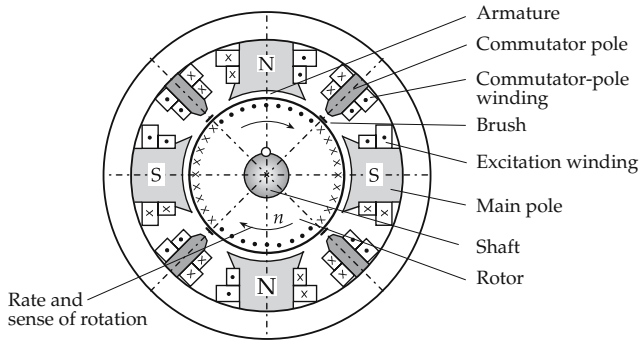 Armature
N
Commutator pole
Commutator-pole
winding
Brush
Excitation winding
S
S
Main pole
n
Shaft
Rotor
N
Rate and
sense of rotation